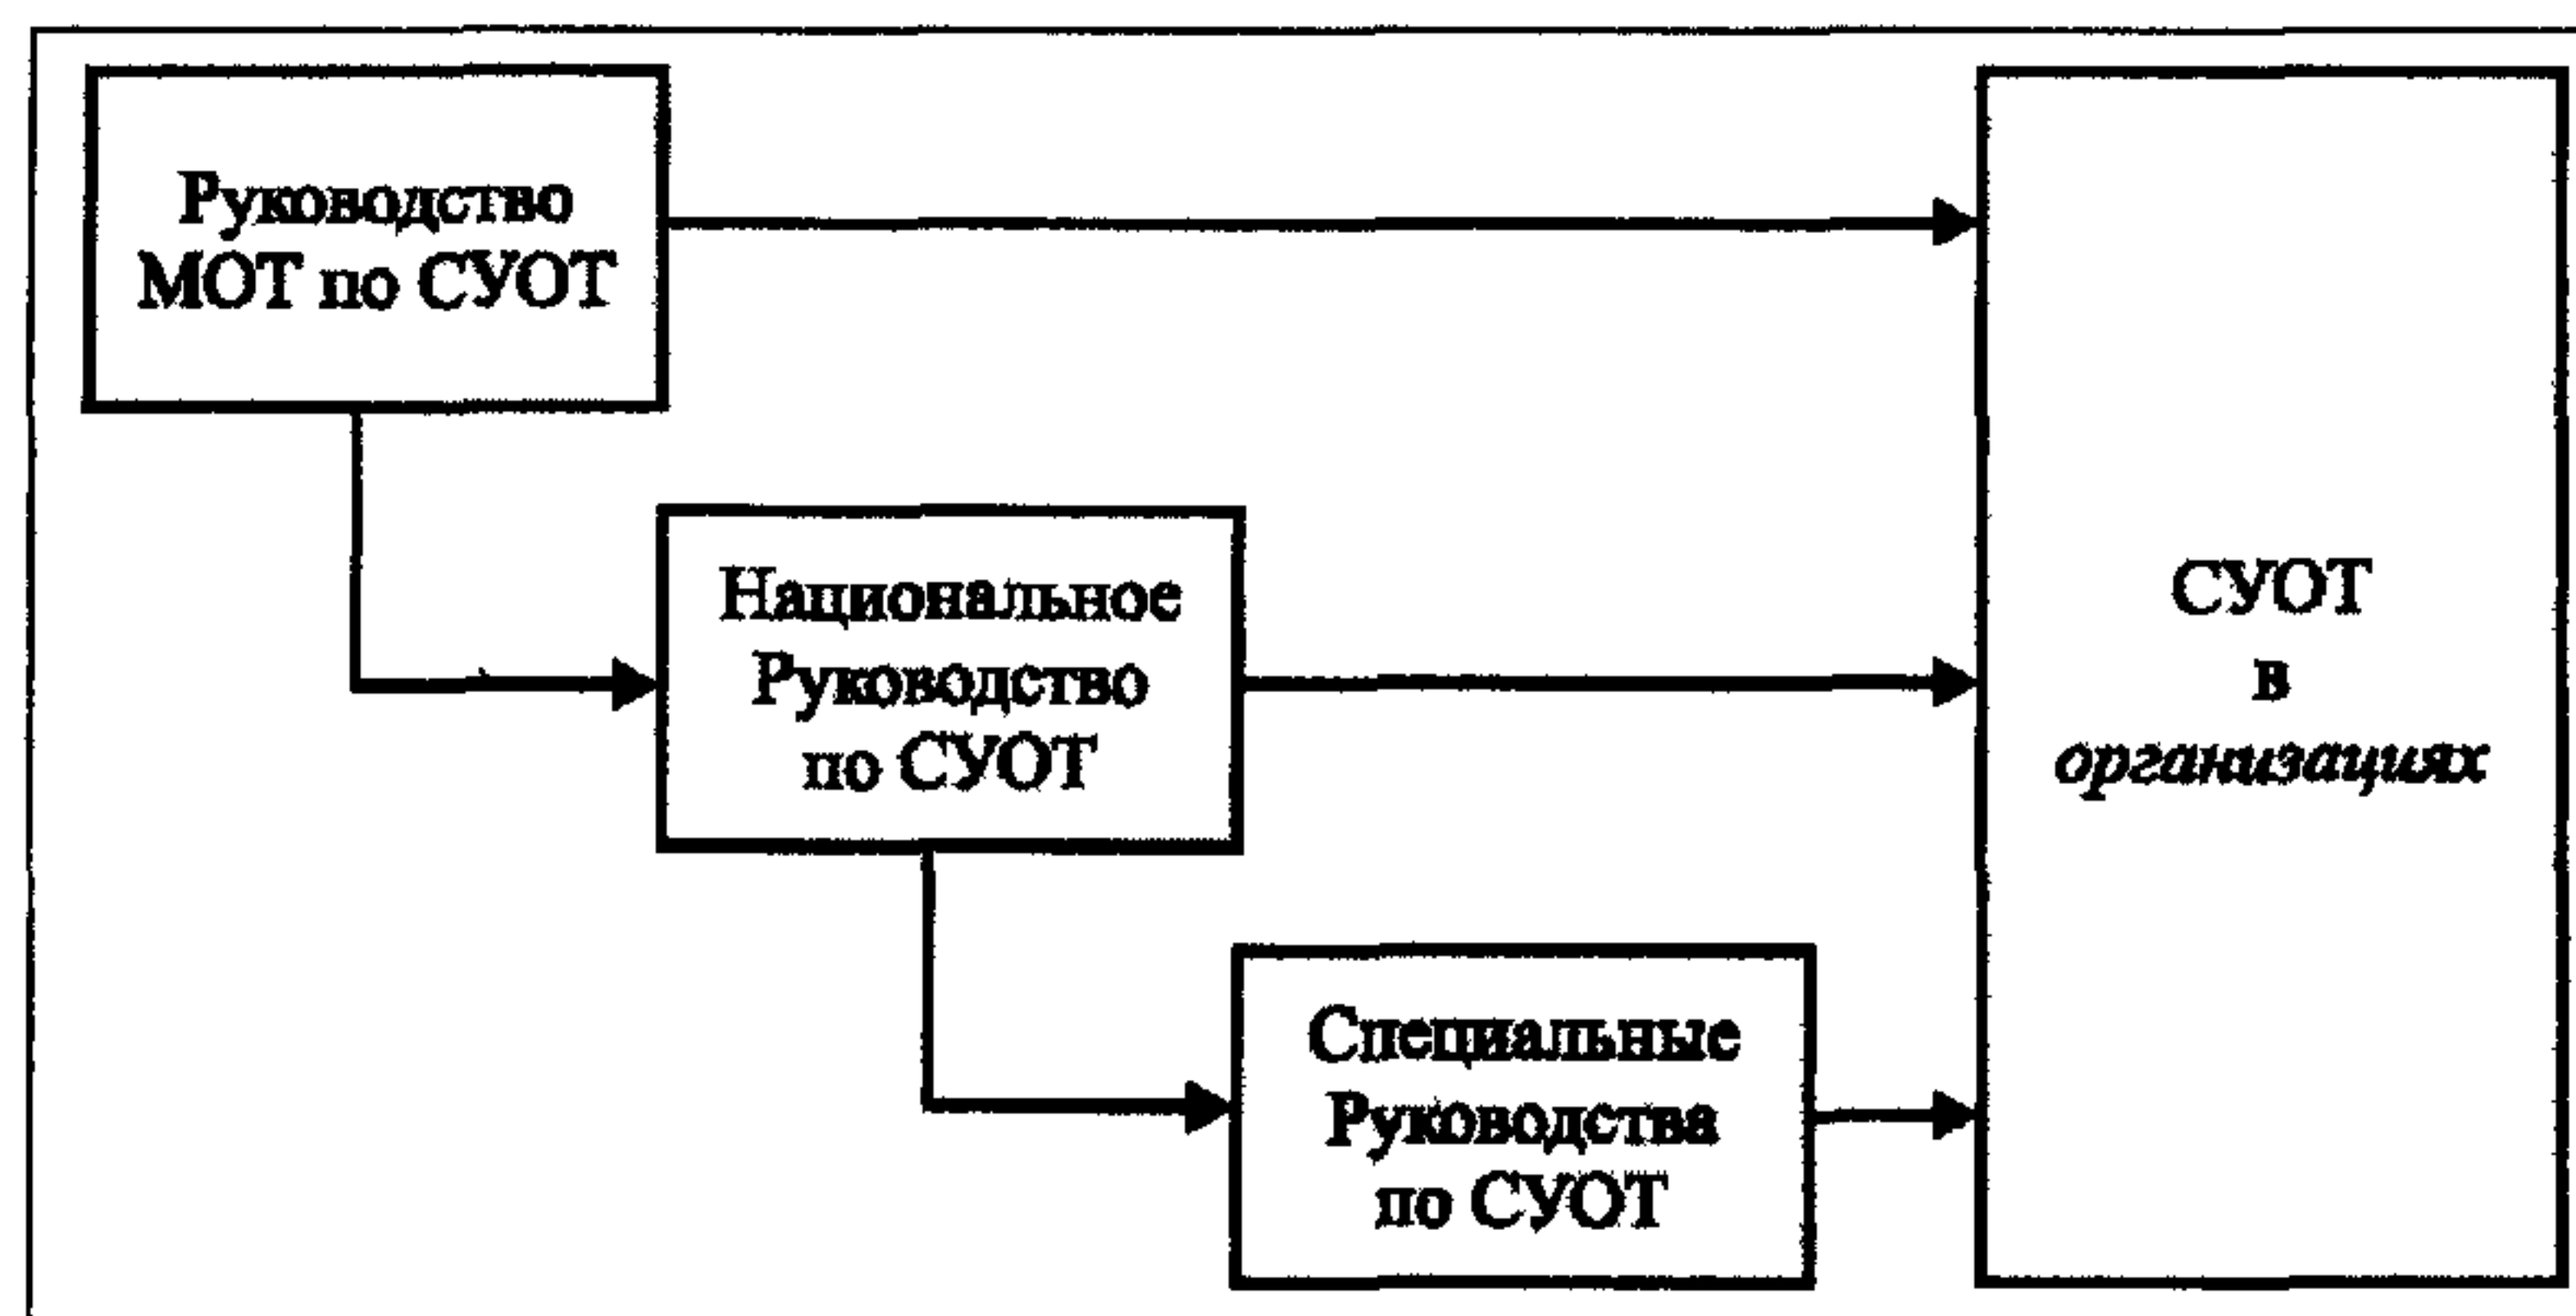 Руководство
МОТ по СУОТ
Национальное
Руководство
по СУОТ
Специальные
Руководства
по СУОТ
СУОТ
в
организациях